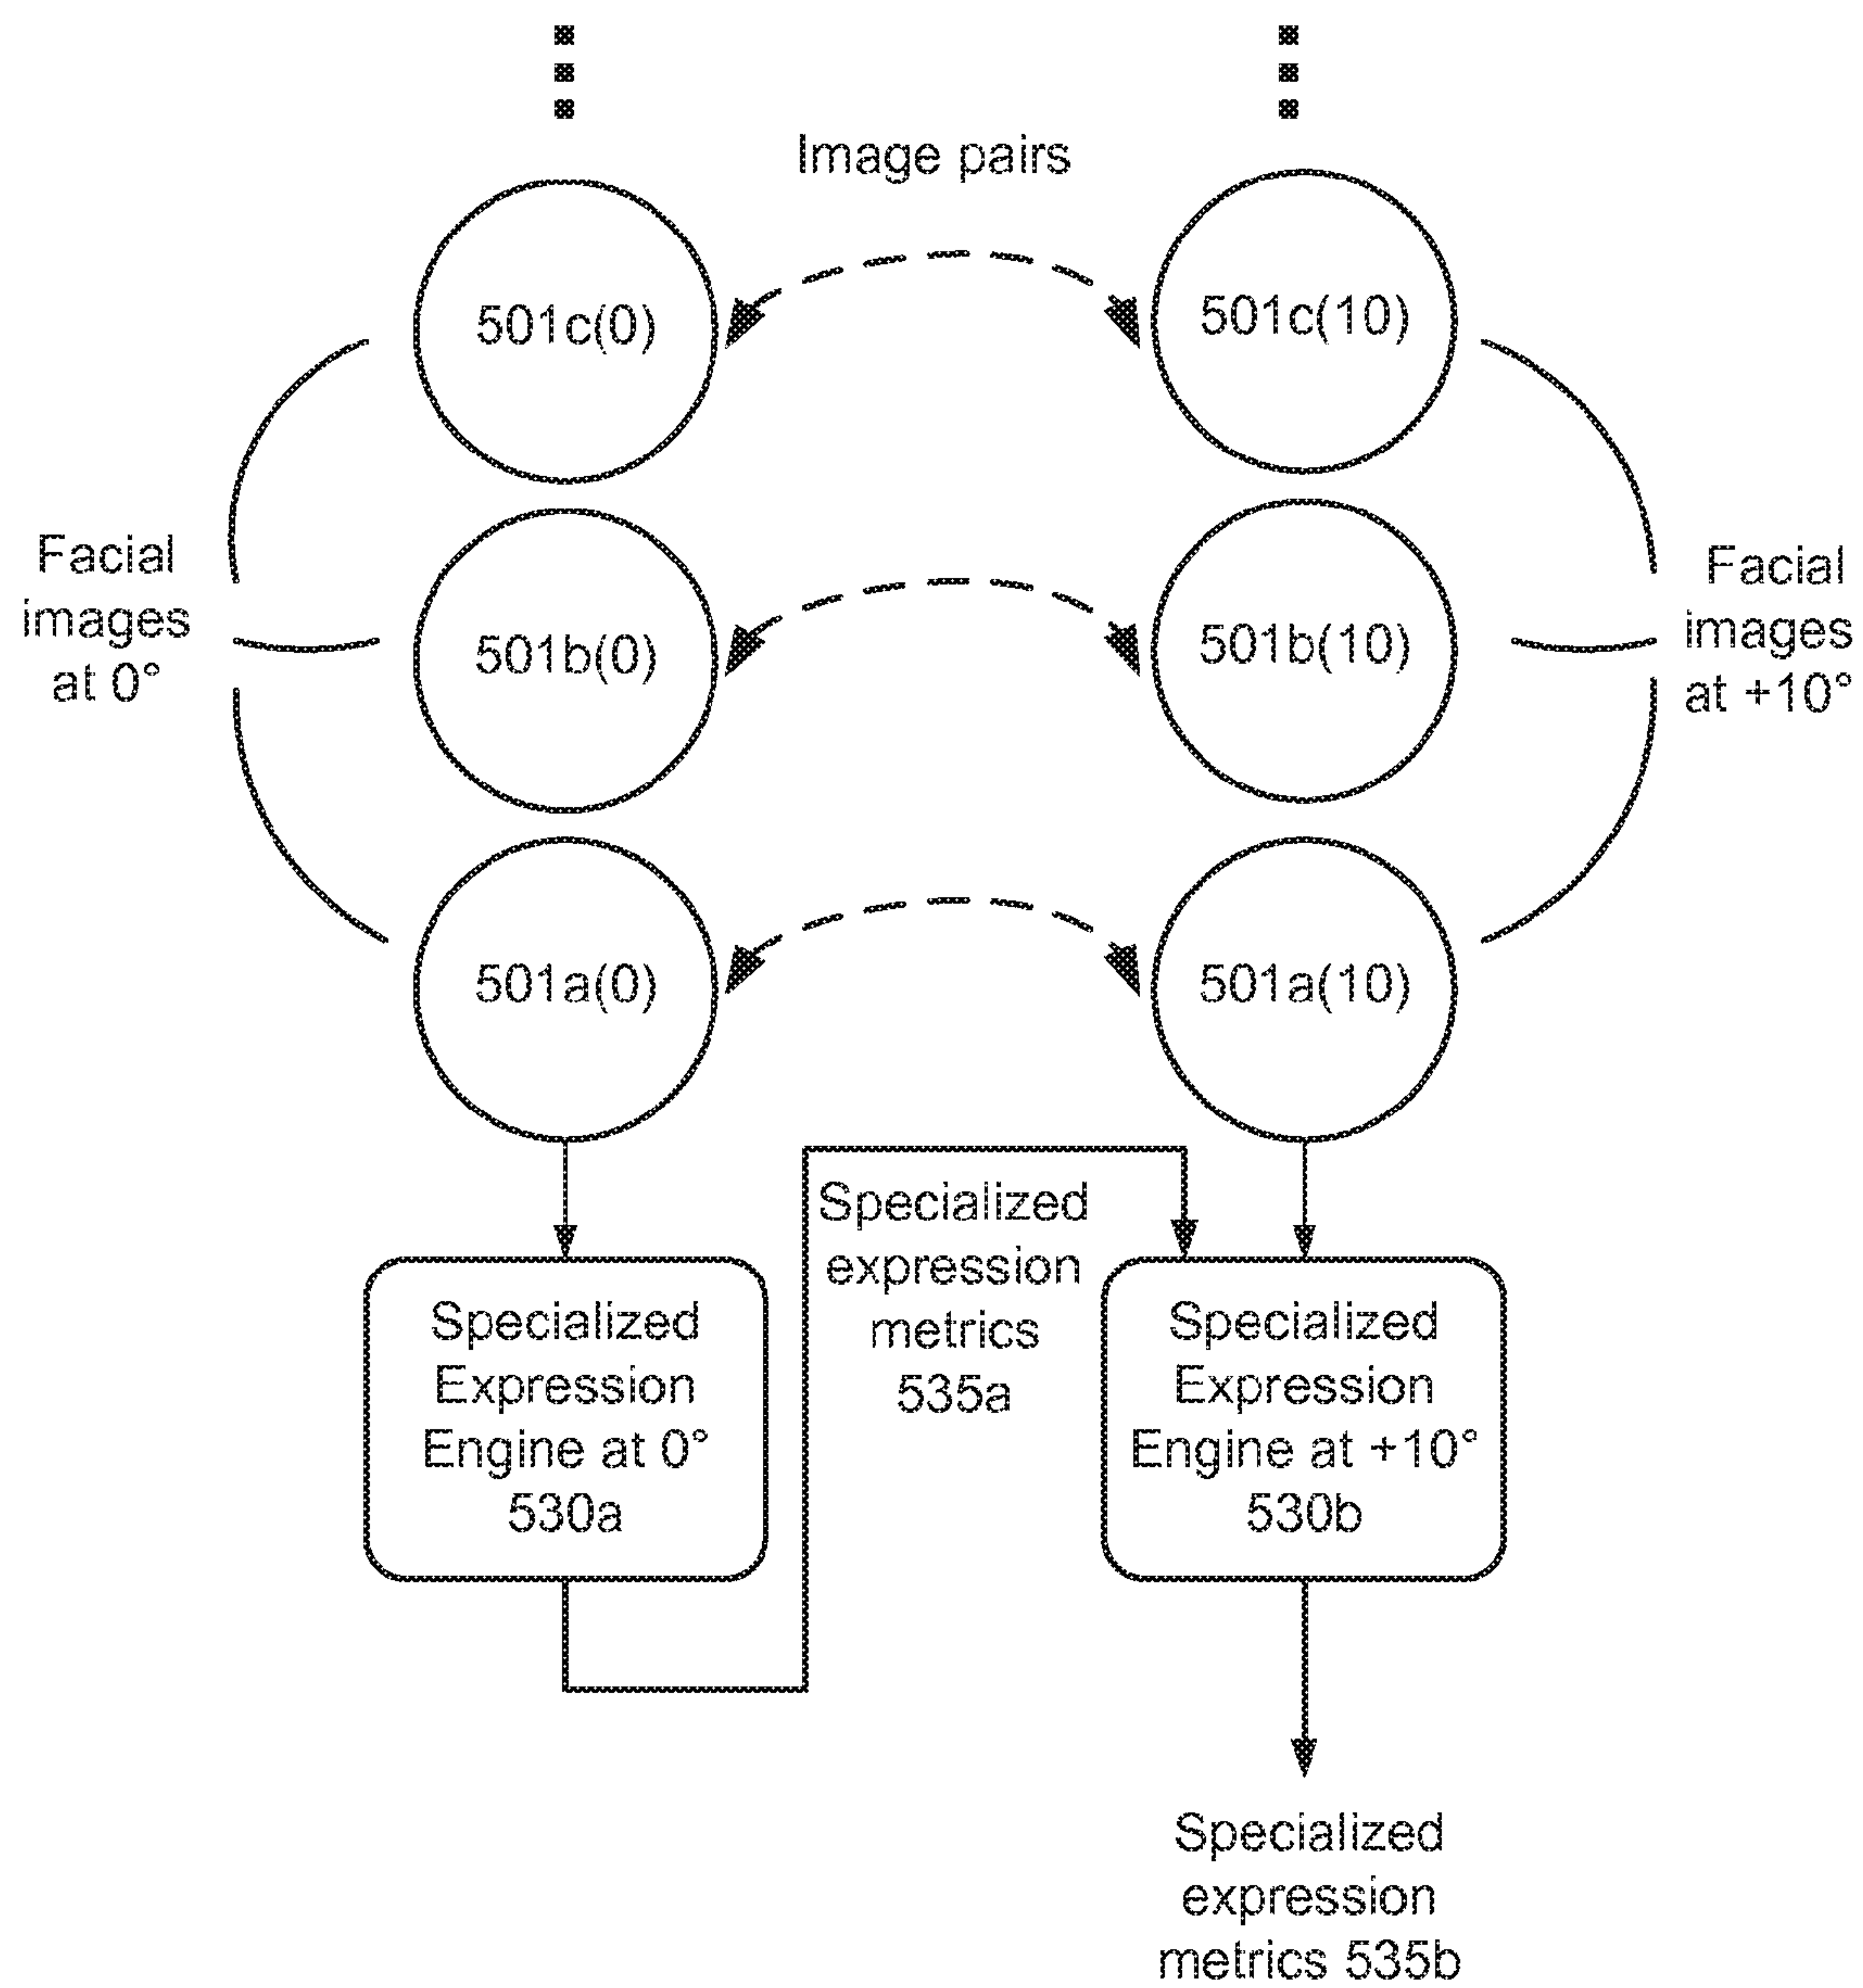 Image pairs
501c(0)
501c(10)
Facial
images
at 0°
501b(0)
501b(10)
Facial
images
at +10°
501a(0)
501a(10)
Specialized
expression
metrics
535a
Specialized
Expression
Engine at 0°
530a
Specialized
Expression
Engine at +10°
530b
Specialized
expression
metrics 535b